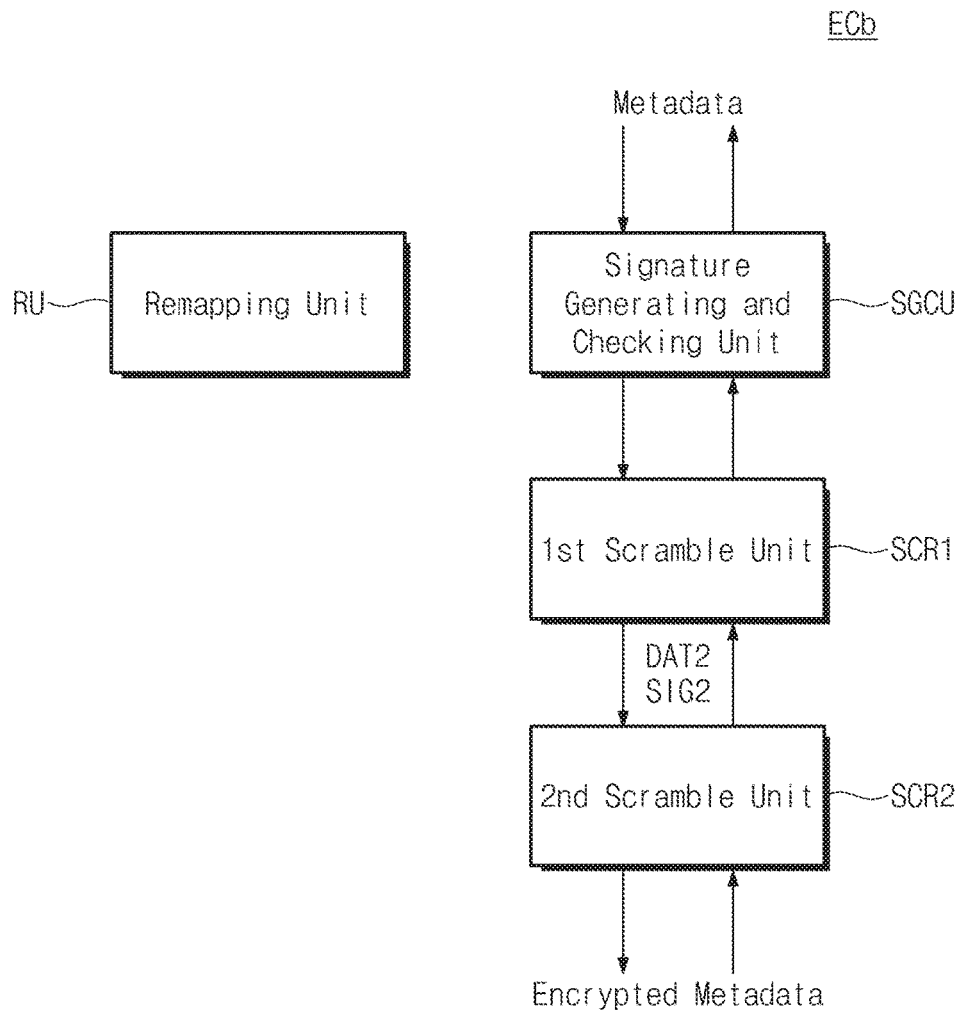 ECb
Metadata
RU
Remapping Unit
Signature
Generating and
Checking Unit
SGCU
1st Scramble Unit
SCR1
DAT2
SIG2
2nd Scramble Unit
SCR2
Encrypted Metadata